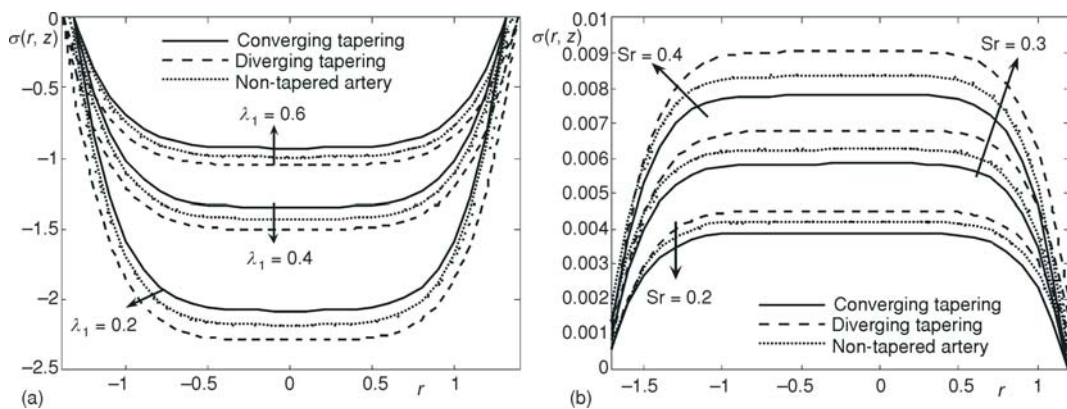 0
σ(r, z)
−0.5
−1
−1.5
−2
−2.5
−1
−0.5
0
0.5
1
r
(a)
Converging tapering
Diverging tapering
Non-tapered artery
λ₁ = 0.6
λ₁ = 0.4
λ₁ = 0.2
0.01
σ(r, z)
0.009
0.008
0.007
0.006
0.005
0.004
0.003
0.002
0.001
0
−1.5
−1
−0.5
0
0.5
1
r
(b)
Sr = 0.4
Sr = 0.3
Sr = 0.2
Converging tapering
Diverging tapering
Non-tapered artery